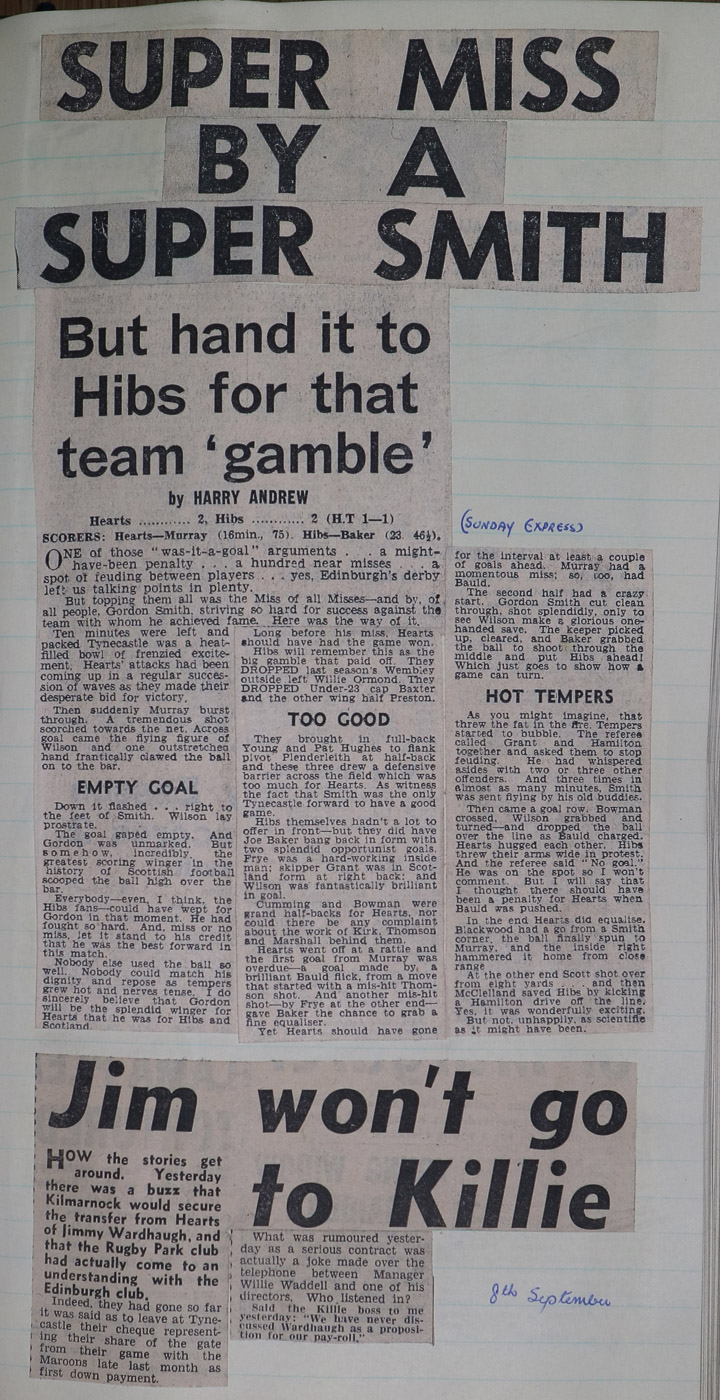 SUPER MISS
BY A
SUPER SMITH
But hand it to
Hibs for that
team ‘gamble’
by HARRY ANDREW
Hearts ............ 2, Hibs ............ 2 (H.T 1—1)
SCORERS: Hearts—Murray (16min., 75). Hibs—Baker (23. 46½).
ONE of those "was-it-a-goal" arguments . . a might-
have-been penalty . . . a hundred near misses . . . a
spot of feuding between players . . . yes, Edinburgh's derby
left us talking points in plenty.
But topping them all was the Miss of all Misses—and by, of
all people, Gordon Smith, striving so hard for success against the
team with whom he achieved fame. Here was the way of it.
Ten minutes were left and
packed Tynecastle was a heat-
filled bowl of frenzied excite-
ment. Hearts' attacks had been
coming up in a regular succes-
sion of waves as they made their
desperate bid for victory.
Then suddenly Murray burst
through. A tremendous shot
scorched towards the net. Across
goal came the flying figure of
Wilson and one outstretched
hand frantically clawed the ball
on to the bar.
EMPTY GOAL
Down it flashed . . . right to
the feet of Smith. Wilson lay
prostrate.
The goal gaped empty. And
Gordon was unmarked. But
somehow, incredibly, the
greatest scoring winger in the
history of Scottish football
scooped the ball high over the
bar.
Everybody—even, I think, the
Hibs fans—could have wept for
Gordon in that moment. He had
fought so hard. And, miss or no
miss, let it stand to his credit
that he was the best forward in
this match.
Nobody else used the ball so
well. Nobody could match his
dignity and repose as tempers
grew hot and nerves tense. I do
sincerely believe that Gordon
will be the splendid winger for
Hearts that he was for Hibs and
Scotland.
Long before his miss, Hearts
should have had the game won.
Hibs will remember this as the
big gamble that paid off. They
DROPPED last season's Wembley
outside left Willie Ormond. They
DROPPED Under-23 cap Baxter
and the other wing half Preston.
TOO GOOD
They brought in full-back
Young and Pat Hughes to flank
pivot Plenderleith at half-back
and these three drew a defensive
barrier across the field which was
too much for Hearts. As witness
the fact that Smith was the only
Tynecastle forward to have a good
game.
Hibs themselves hadn't a lot to
offer in front—but they did have
Joe Baker bang back in form with
two splendid opportunist goals.
Frye was a hard-working inside
man; skipper Grant was in Scot-
land form at right back; and
Wilson was fantastically brilliant
in goal.
Cumming and Bowman were
grand half-backs for Hearts, nor
could there be any complaint
about the work of Kirk, Thomson
and Marshall behind them.
Hearts went off at a rattle and
the first goal from Murray was
overdue—a goal made by, a
brilliant Bauld flick, from a move
that started with a mis-hit Thom-
son shot. And another mis-hit
shot—by Frye at the other end—
gave Baker the chance to grab a
fine equaliser.
Yet Hearts should have gone
(SUNDAY EXPRESS)
for the interval at least a couple
of goals ahead. Murray had a
momentous miss; so, too, had
Bauld.
The second half had a crazy
start. Gordon Smith cut clean
through, shot splendidly, only to
see Wilson make a glorious one-
handed save. The keeper picked
up, cleared, and Baker grabbed
the ball to shoot through the
middle and put Hibs ahead!
Which just goes to show how a
game can turn.
HOT TEMPERS
As you might imagine, that
threw the fat in the fire. Tempers
started to bubble. The referee
called Grant and Hamilton
together and asked them to stop
feuding. He had whispered
asides with two or three other
offenders. And three times in
almost as many minutes, Smith
was sent flying by his old buddies.
Then came a goal row. Bowman
crossed, Wilson grabbed and
turned—and dropped the ball
over the line as Bauld charged.
Hearts hugged each other. Hibs
threw their arms wide in protest.
And the referee said "No goal."
He was on the spot so I won't
comment. But I will say that
I thought there should have
been a penalty for Hearts when
Bauld was pushed.
In the end Hearts did equalise.
Blackwood had a go from a Smith
corner, the ball finally spun to
Murray, and the inside right
hammered it home from close
range
At the other end Scott shot over
from eight yards . . . and then
McClelland saved Hibs by kicking
a Hamilton drive off the line.
Yes, it was wonderfully exciting.
But not, unhappily, as scientific
as it might have been.
Jim won't go
to Killie
HOW the stories get
around. Yesterday
there was a buzz that
Kilmarnock would secure
the transfer from Hearts
of Jimmy Wardhaugh, and
that the Rugby Park club
had actually come to an
understanding with the
Edinburgh club.
Indeed, they had gone so far
it was said as to leave at Tyne-
castle their cheque represent-
ing their share of the gate
from their game with the
Maroons late last month as
first down payment.
What was rumoured yester-
day as a serious contract was
actually a joke made over the
telephone between Manager
Willie Waddell and one of his
directors. Who listened in?
Said the Killie boss to me
yesterday: "We have never dis-
cussed Wardhaugh as a proposi-
tion for our pay-roll."
8th September